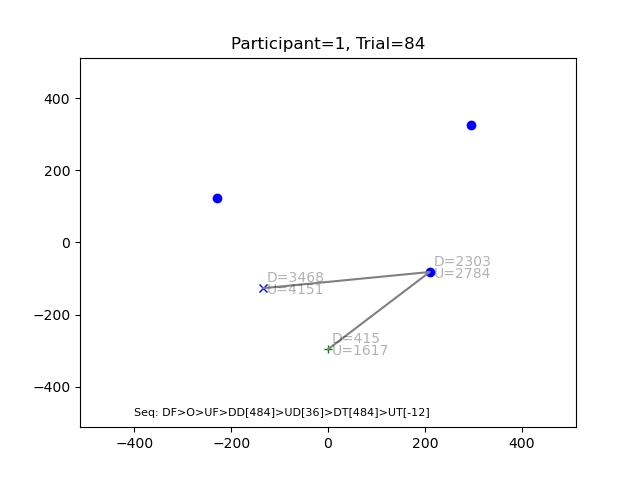 Participant=1, Trial=84
400
200
0
−200
−400
D=2303
U=2784
D=3468
U=4151
D=415
U=1617
Seq: DF>O>UF>DD[484]>UD[36]>DT[484]>UT[-12]
−400
−200
0
200
400